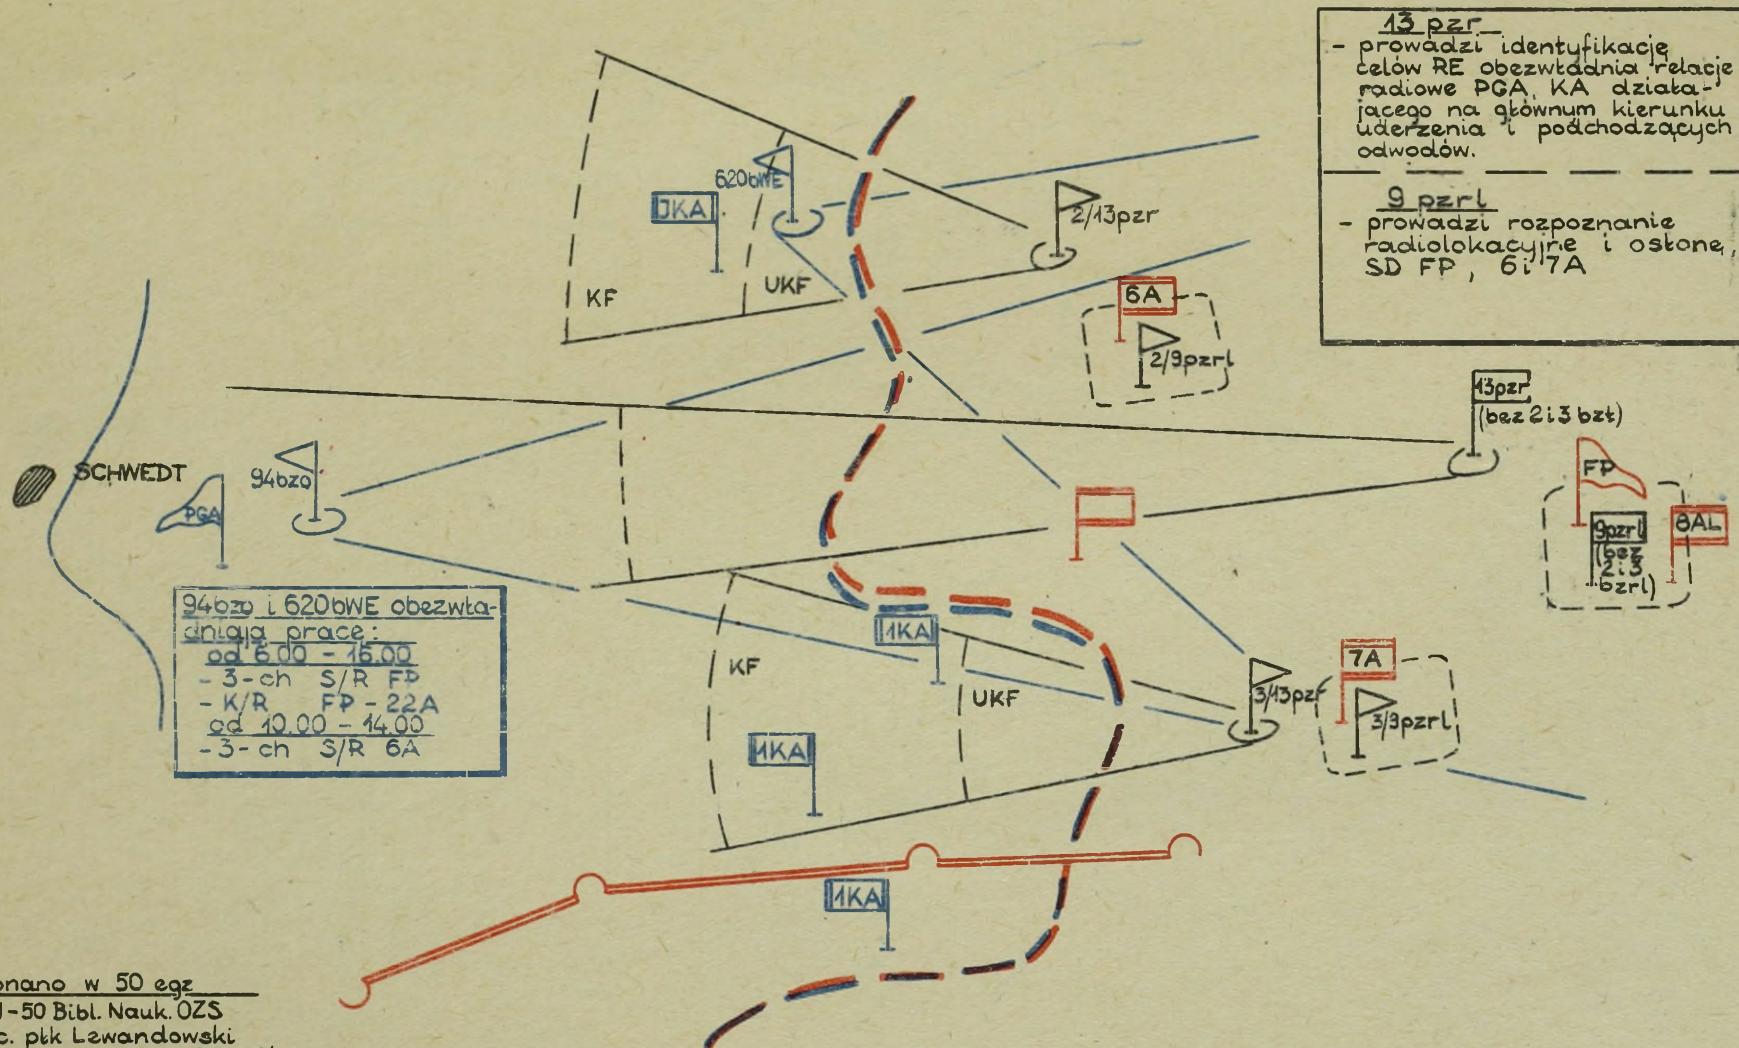 13 pzr
- prowadzi identyfikację
celów RE obezwładnia relacje
radiowe PGA, KA działa-
jącego na głównum kierunku
uderzenia i podchodzących
odwodów.
9 pzrl
- prowadzi rozpoznanie
radiolokacyjne i osłonę,
SD FP, 6 i 7A
620bWE
JKA
KF
UKF
2/13pzr
6A
2/9pzrl
13pzr
(bez 2 i 3 bzt)
FP
9pzrl
(bez
2 i 3
bzrl)
8AL
SCHWEDT
PGA
94bzo
94bzo i 620bWE obezwła-
dniają pracę:
od 6.00 - 16.00
- 3-ch S/R FP
- K/R FP - 22A
od 10.00 - 14.00
- 3-ch S/R 6A
1KA
KF
UKF
1KA
3/13pzr
7A
3/9pzrl
1KA
onano w 50 egz
1-50 Bibl. Nauk. OZS
c. płk Lewandowski